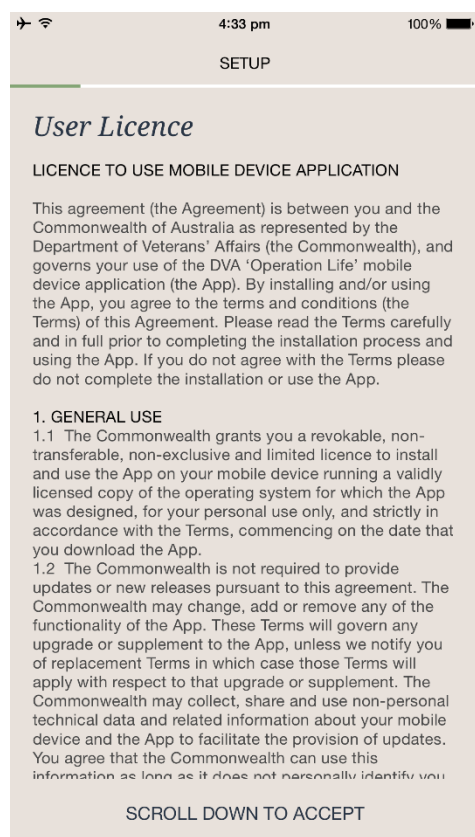 4:33 pm
100%
SETUP
User Licence
LICENCE TO USE MOBILE DEVICE APPLICATION
This agreement (the Agreement) is between you and the
Commonwealth of Australia as represented by the
Department of Veterans' Affairs (the Commonwealth), and
governs your use of the DVA 'Operation Life' mobile
device application (the App). By installing and/or using
the App, you agree to the terms and conditions (the
Terms) of this Agreement. Please read the Terms carefully
and in full prior to completing the installation process and
using the App. If you do not agree with the Terms please
do not complete the installation or use the App.
1. GENERAL USE
1.1 The Commonwealth grants you a revokable, non-
transferable, non-exclusive and limited licence to install
and use the App on your mobile device running a validly
licensed copy of the operating system for which the App
was designed, for your personal use only, and strictly in
accordance with the Terms, commencing on the date that
you download the App.
1.2 The Commonwealth is not required to provide
updates or new releases pursuant to this agreement. The
Commonwealth may change, add or remove any of the
functionality of the App. These Terms will govern any
upgrade or supplement to the App, unless we notify you
of replacement Terms in which case those Terms will
apply with respect to that upgrade or supplement. The
Commonwealth may collect, share and use non-personal
technical data and related information about your mobile
device and the App to facilitate the provision of updates.
You agree that the Commonwealth can use this
information as long as it does not personally identify you
SCROLL DOWN TO ACCEPT